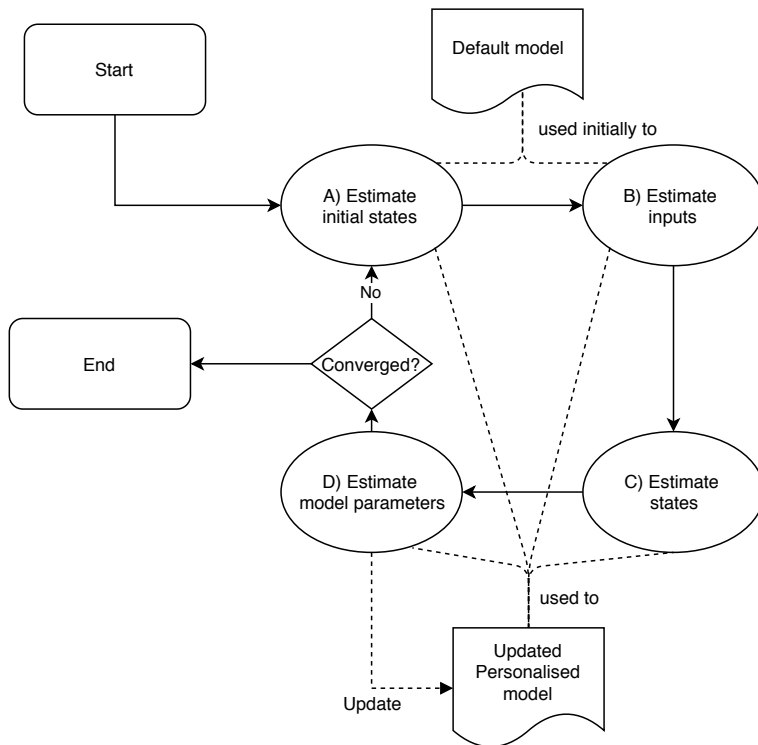 Default model
Start
used initially to
A) Estimate
initial states
B) Estimate
inputs
No
End
Converged?
D) Estimate
model parameters
C) Estimate
states
used to
Updated
Personalised
model
Update